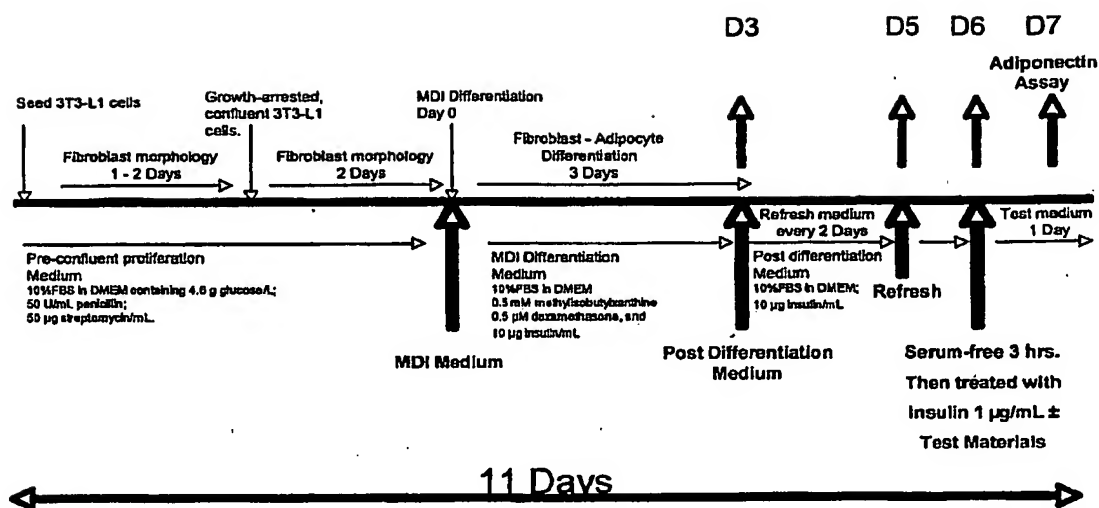 D3 D5 D6 D7
Adiponectin
Assay
Seed 3T3-L1 cells
Growth-arrested,
confluent 3T3-L1
cells.
MDI Differentiation
Day 0
Fibroblast morphology
1 - 2 Days
Fibroblast morphology
2 Days
Fibroblast - Adipocyte
Differentiation
3 Days
Refresh medium
every 2 Days
Test medium
1 Day
Pre-confluent proliferation
Medium
10%FBS in DMEM containing 4.6 g glucose/L;
50 U/mL penicillin;
50 µg streptomycin/mL.
MDI Differentiation
Medium
10%FBS in DMEM
0.5 mM methylisobutylxanthine
0.5 µM dexamethasone, and
10 µg insulin/mL
Post differentiation
Medium
10%FBS in DMEM;
10 µg insulin/mL
Refresh
MDI Medium
Post Differentiation
Medium
Serum-free 3 hrs.
Then treated with
Insulin 1 µg/mL ±
Test Materials
11 Days